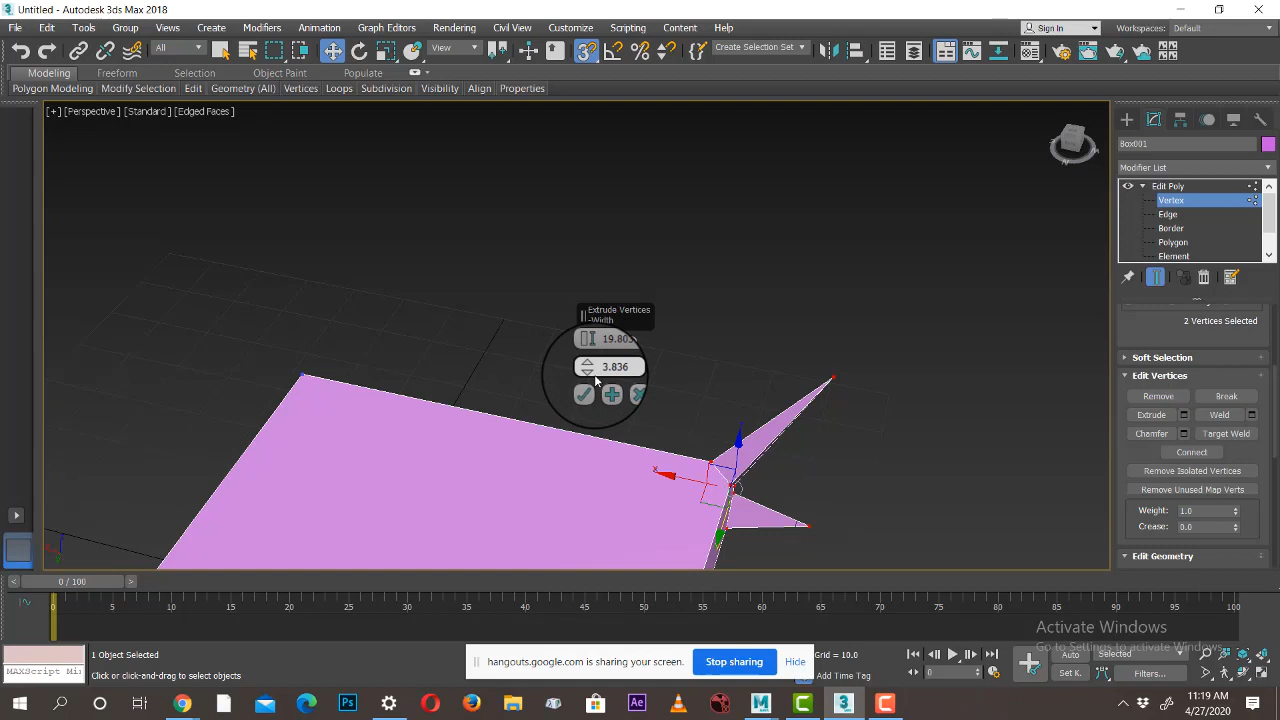 Untitled - Autodesk 3ds Max 2018
File Edit Tools Group Views Create Modifiers Animation Graph Editors Rendering Civil View Customize Scripting Content Help
Sign In Workspaces: Default
All View Create Selection Set
Modeling Freeform Selection Object Paint Populate
Polygon Modeling Modify Selection Edit Geometry (All) Vertices Loops Subdivision Visibility Align Properties
[+] [Perspective ] [Standard ] [Edged Faces ]
Box001
Modifier List
Edit Poly
Vertex
Edge
Border
Polygon
Element
2 Vertices Selected
Soft Selection
Edit Vertices
Remove Break
Extrude Weld
Chamfer Target Weld
Connect
Remove Isolated Vertices
Remove Unused Map Verts
Weight: 1.0
Crease: 0.0
Edit Geometry
Extrude Vertices
-Width
19.805
3.836
x
0 / 100
0 5 10 15 20 25 30 35 40 45 50 55 60 65 70 75 80 85 90 95 100
Activate Windows
Go to Settings to activate Windows.
1 Object Selected
Click or click-and-drag to select objects
MAXScript Mi
hangouts.google.com is sharing your screen. Stop sharing Hide
Grid = 10.0
Add Time Tag
Auto Selected
Set K. Filters...
0
11:19 AM
4/27/2020